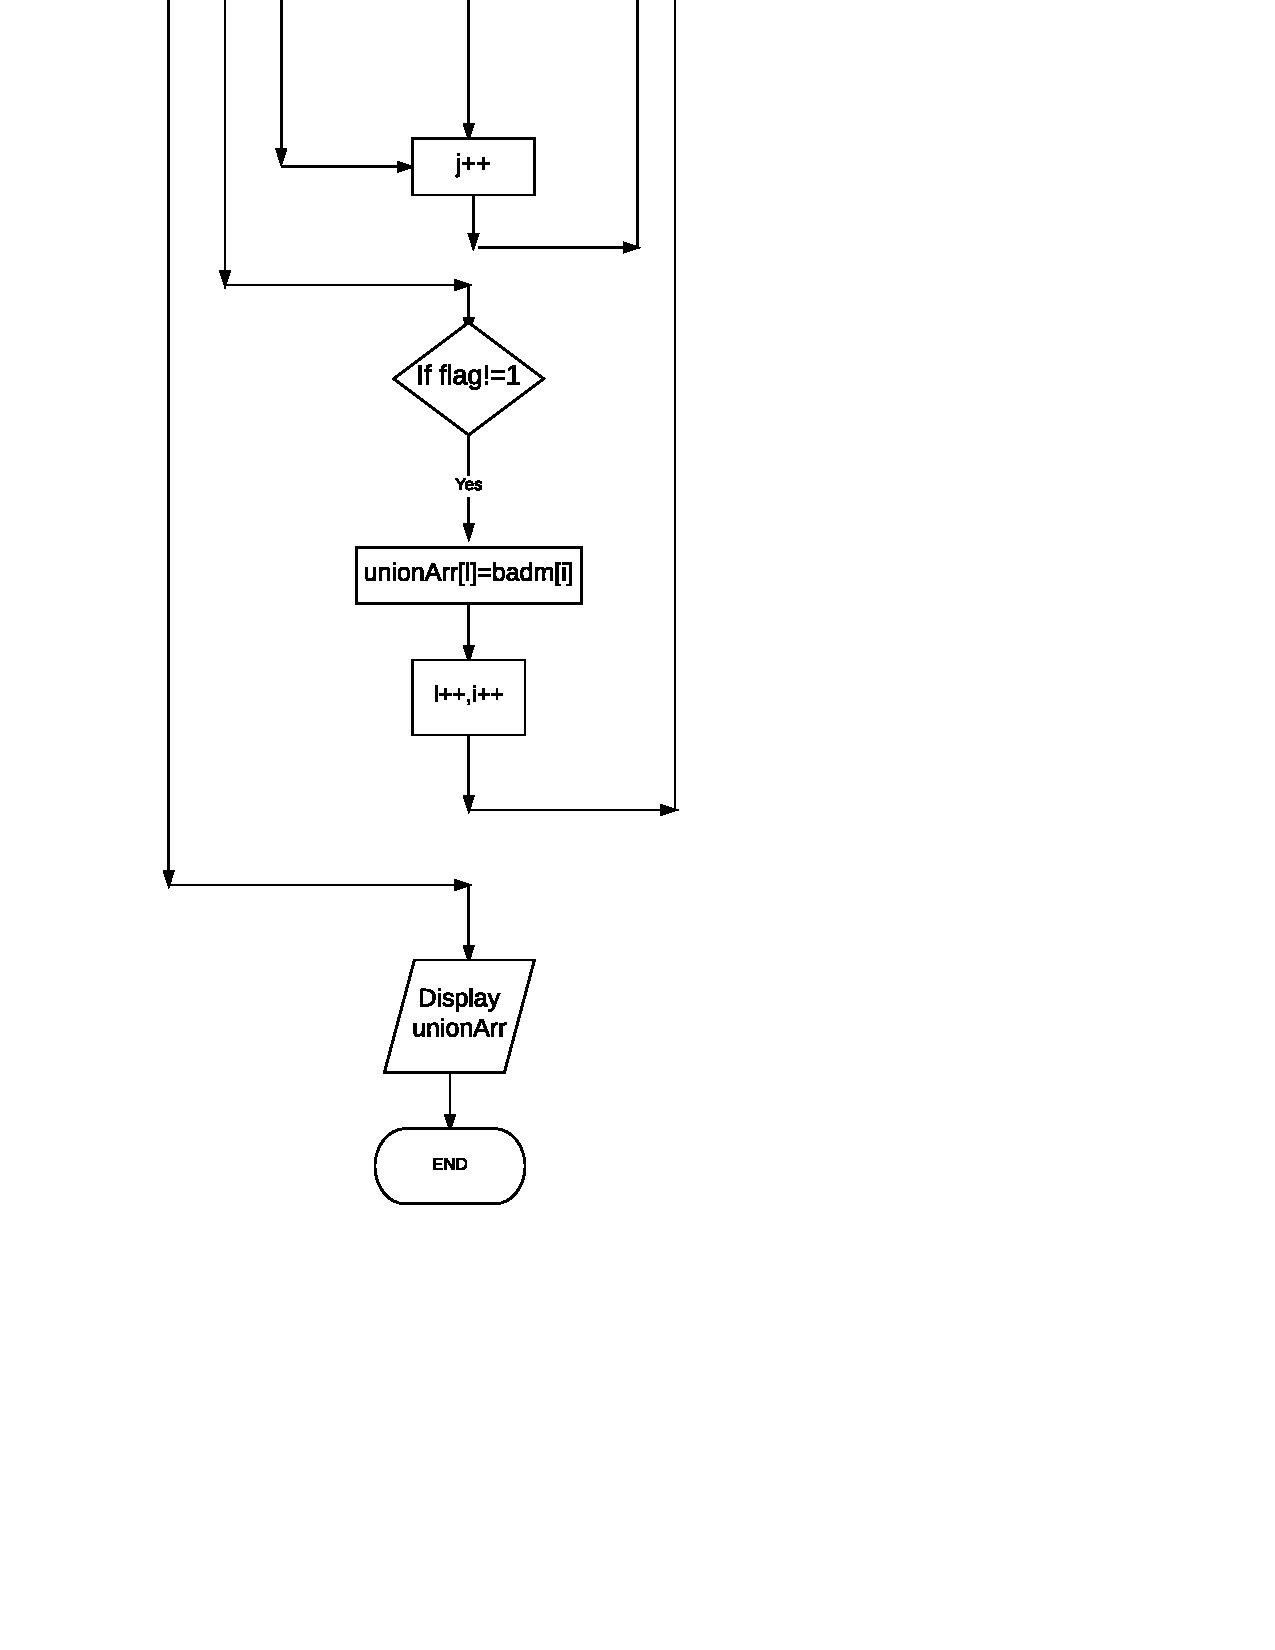 j++
If flag!=1
Yes
unionArr[l]=badm[i]
l++,i++
Display
unionArr
END